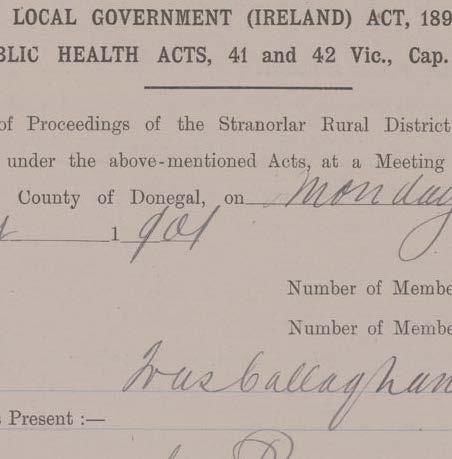 LOCAL GOVERNMENT (IRELAND) ACT, 189
BLIC HEALTH ACTS, 41 and 42 Vic., Cap.
of Proceedings of the Stranorlar Rural District
under the above-mentioned Acts, at a Meeting
County of Donegal, on Monday
1901
Number of Membe
Number of Membe
Callaghan
s Present :—